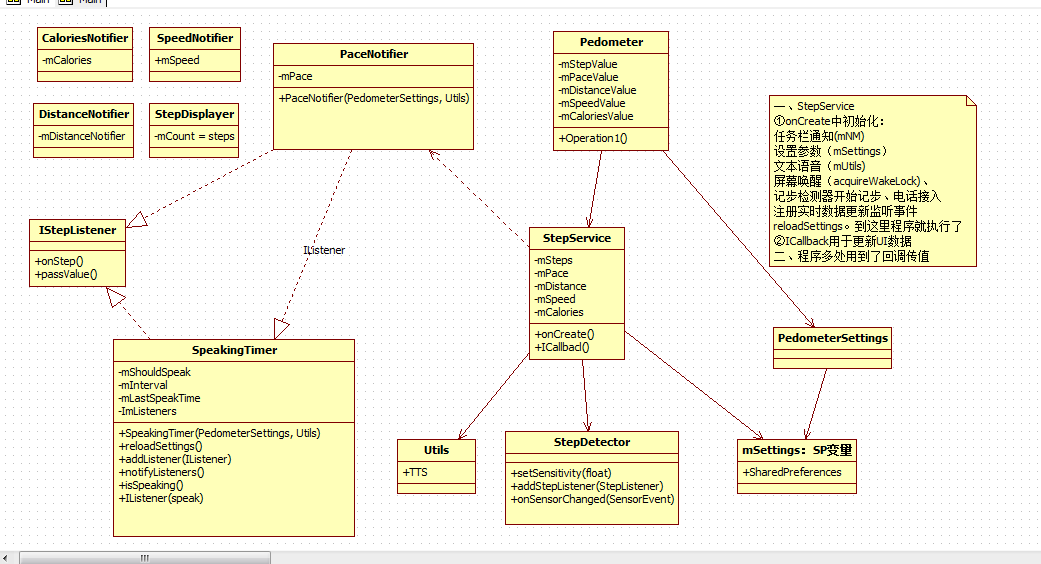 Main
Main
CaloriesNotifier
-mCalories
SpeedNotifier
+mSpeed
PaceNotifier
-mPace
+PaceNotifier(PedometerSettings, Utils)
Pedometer
-mStepValue
-mPaceValue
-mDistanceValue
-mSpeedValue
-mCaloriesValue
+Operation1()
DistanceNotifier
-mDistanceNotifier
StepDisplayer
-mCount = steps
一、StepService
①onCreate中初始化：
任务栏通知(mNM)
设置参数（mSettings）
文本语音（mUtils)
屏幕唤醒（acquireWakeLock)、
记步检测器开始记步、电话接入
注册实时数据更新监听事件
reloadSettings。到这里程序就执行了
②ICallback用于更新UI数据
二、程序多处用到了回调传值
IStepListener
+onStep()
+passValue()
IListener
StepService
-mSteps
-mPace
-mDistance
-mSpeed
-mCalories
+onCreate()
+ICallbacl()
PedometerSettings
SpeakingTimer
-mShouldSpeak
-mInterval
-mLastSpeakTime
-ImListeners
+SpeakingTimer(PedometerSettings, Utils)
+reloadSettings()
+addListener(IListener)
+notifyListeners()
+isSpeaking()
+IListener(speak)
Utils
+TTS
StepDetector
+setSensitivity(float)
+addStepListener(StepListener)
+onSensorChanged(SensorEvent)
mSettings：SP变量
+SharedPreferences